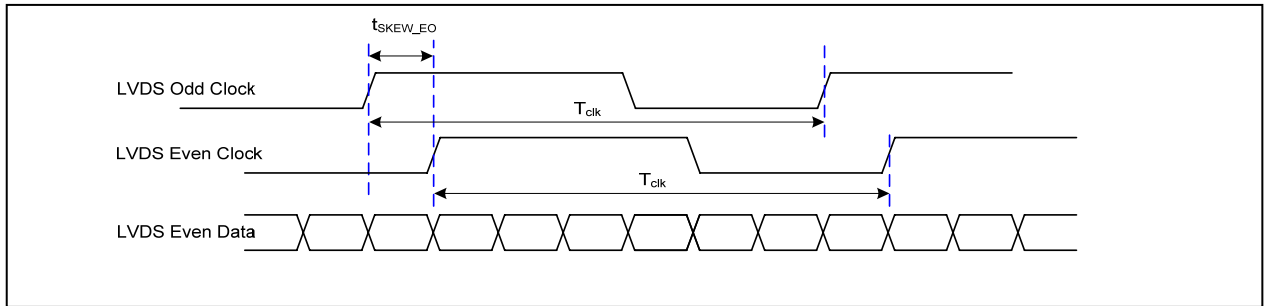 tSKEW_EO
LVDS Odd Clock
Tclk
LVDS Even Clock
Tclk
LVDS Even Data